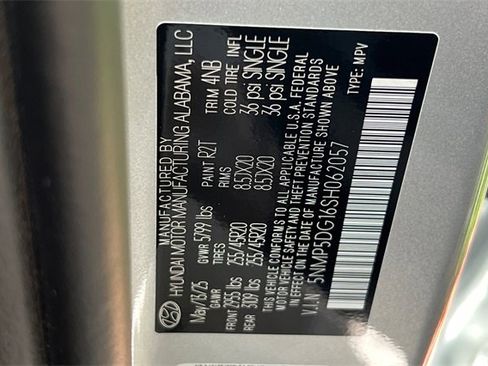 MANUFACTURED BY
HYUNDAI MOTOR MANUFACTURING ALABAMA, LLC
May/13/25 GVWR 5709 lbs PAINT R2T TRIM 4NB
GAWR TIRES RIMS COLD TIRE INFL
FRONT 2955 lbs 255/45R20 8.5JX20 36 psi SINGLE
REAR 3109 lbs 255/45R20 8.5JX20 36 psi SINGLE
THIS VEHICLE CONFORMS TO ALL APPLICABLE U.S.A. FEDERAL
MOTOR VEHICLE SAFETY AND THEFT PREVENTION STANDARDS
IN EFFECT ON THE DATE OF MANUFACTURE SHOWN ABOVE
V.I.N 5NMP5DG16SH062057 TYPE: MPV